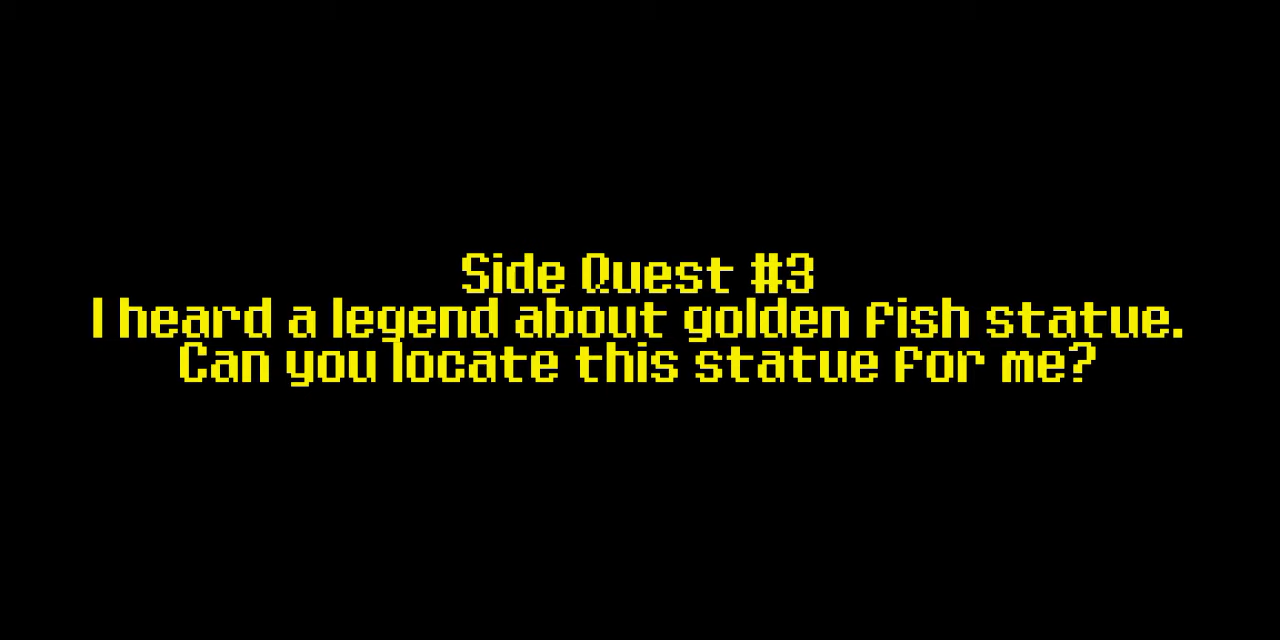 Side Quest #3
I heard a legend about golden fish statue.
Can you locate this statue for me?